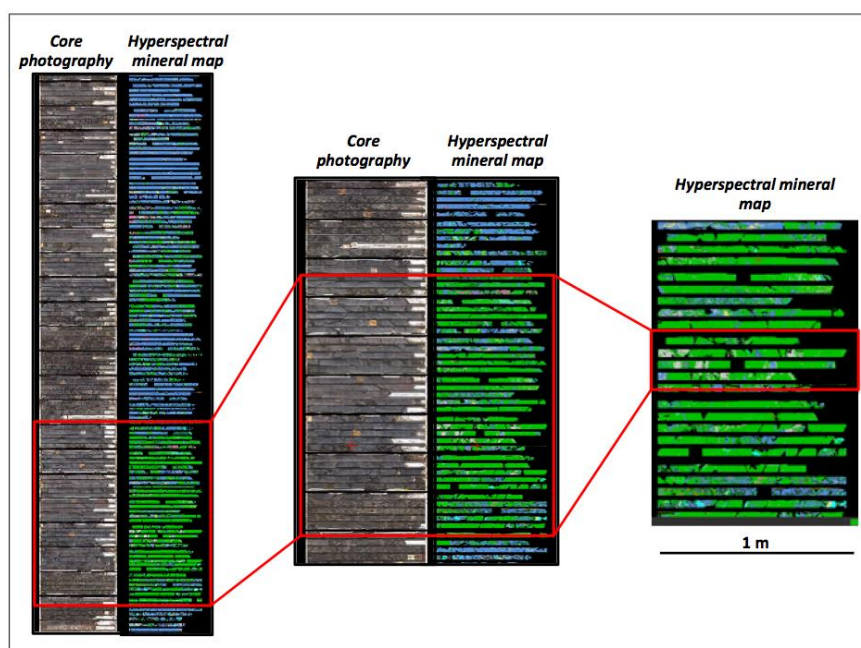 Core
photography
Hyperspectral
mineral map
Core
photography
Hyperspectral
mineral map
Hyperspectral mineral
map
1 m